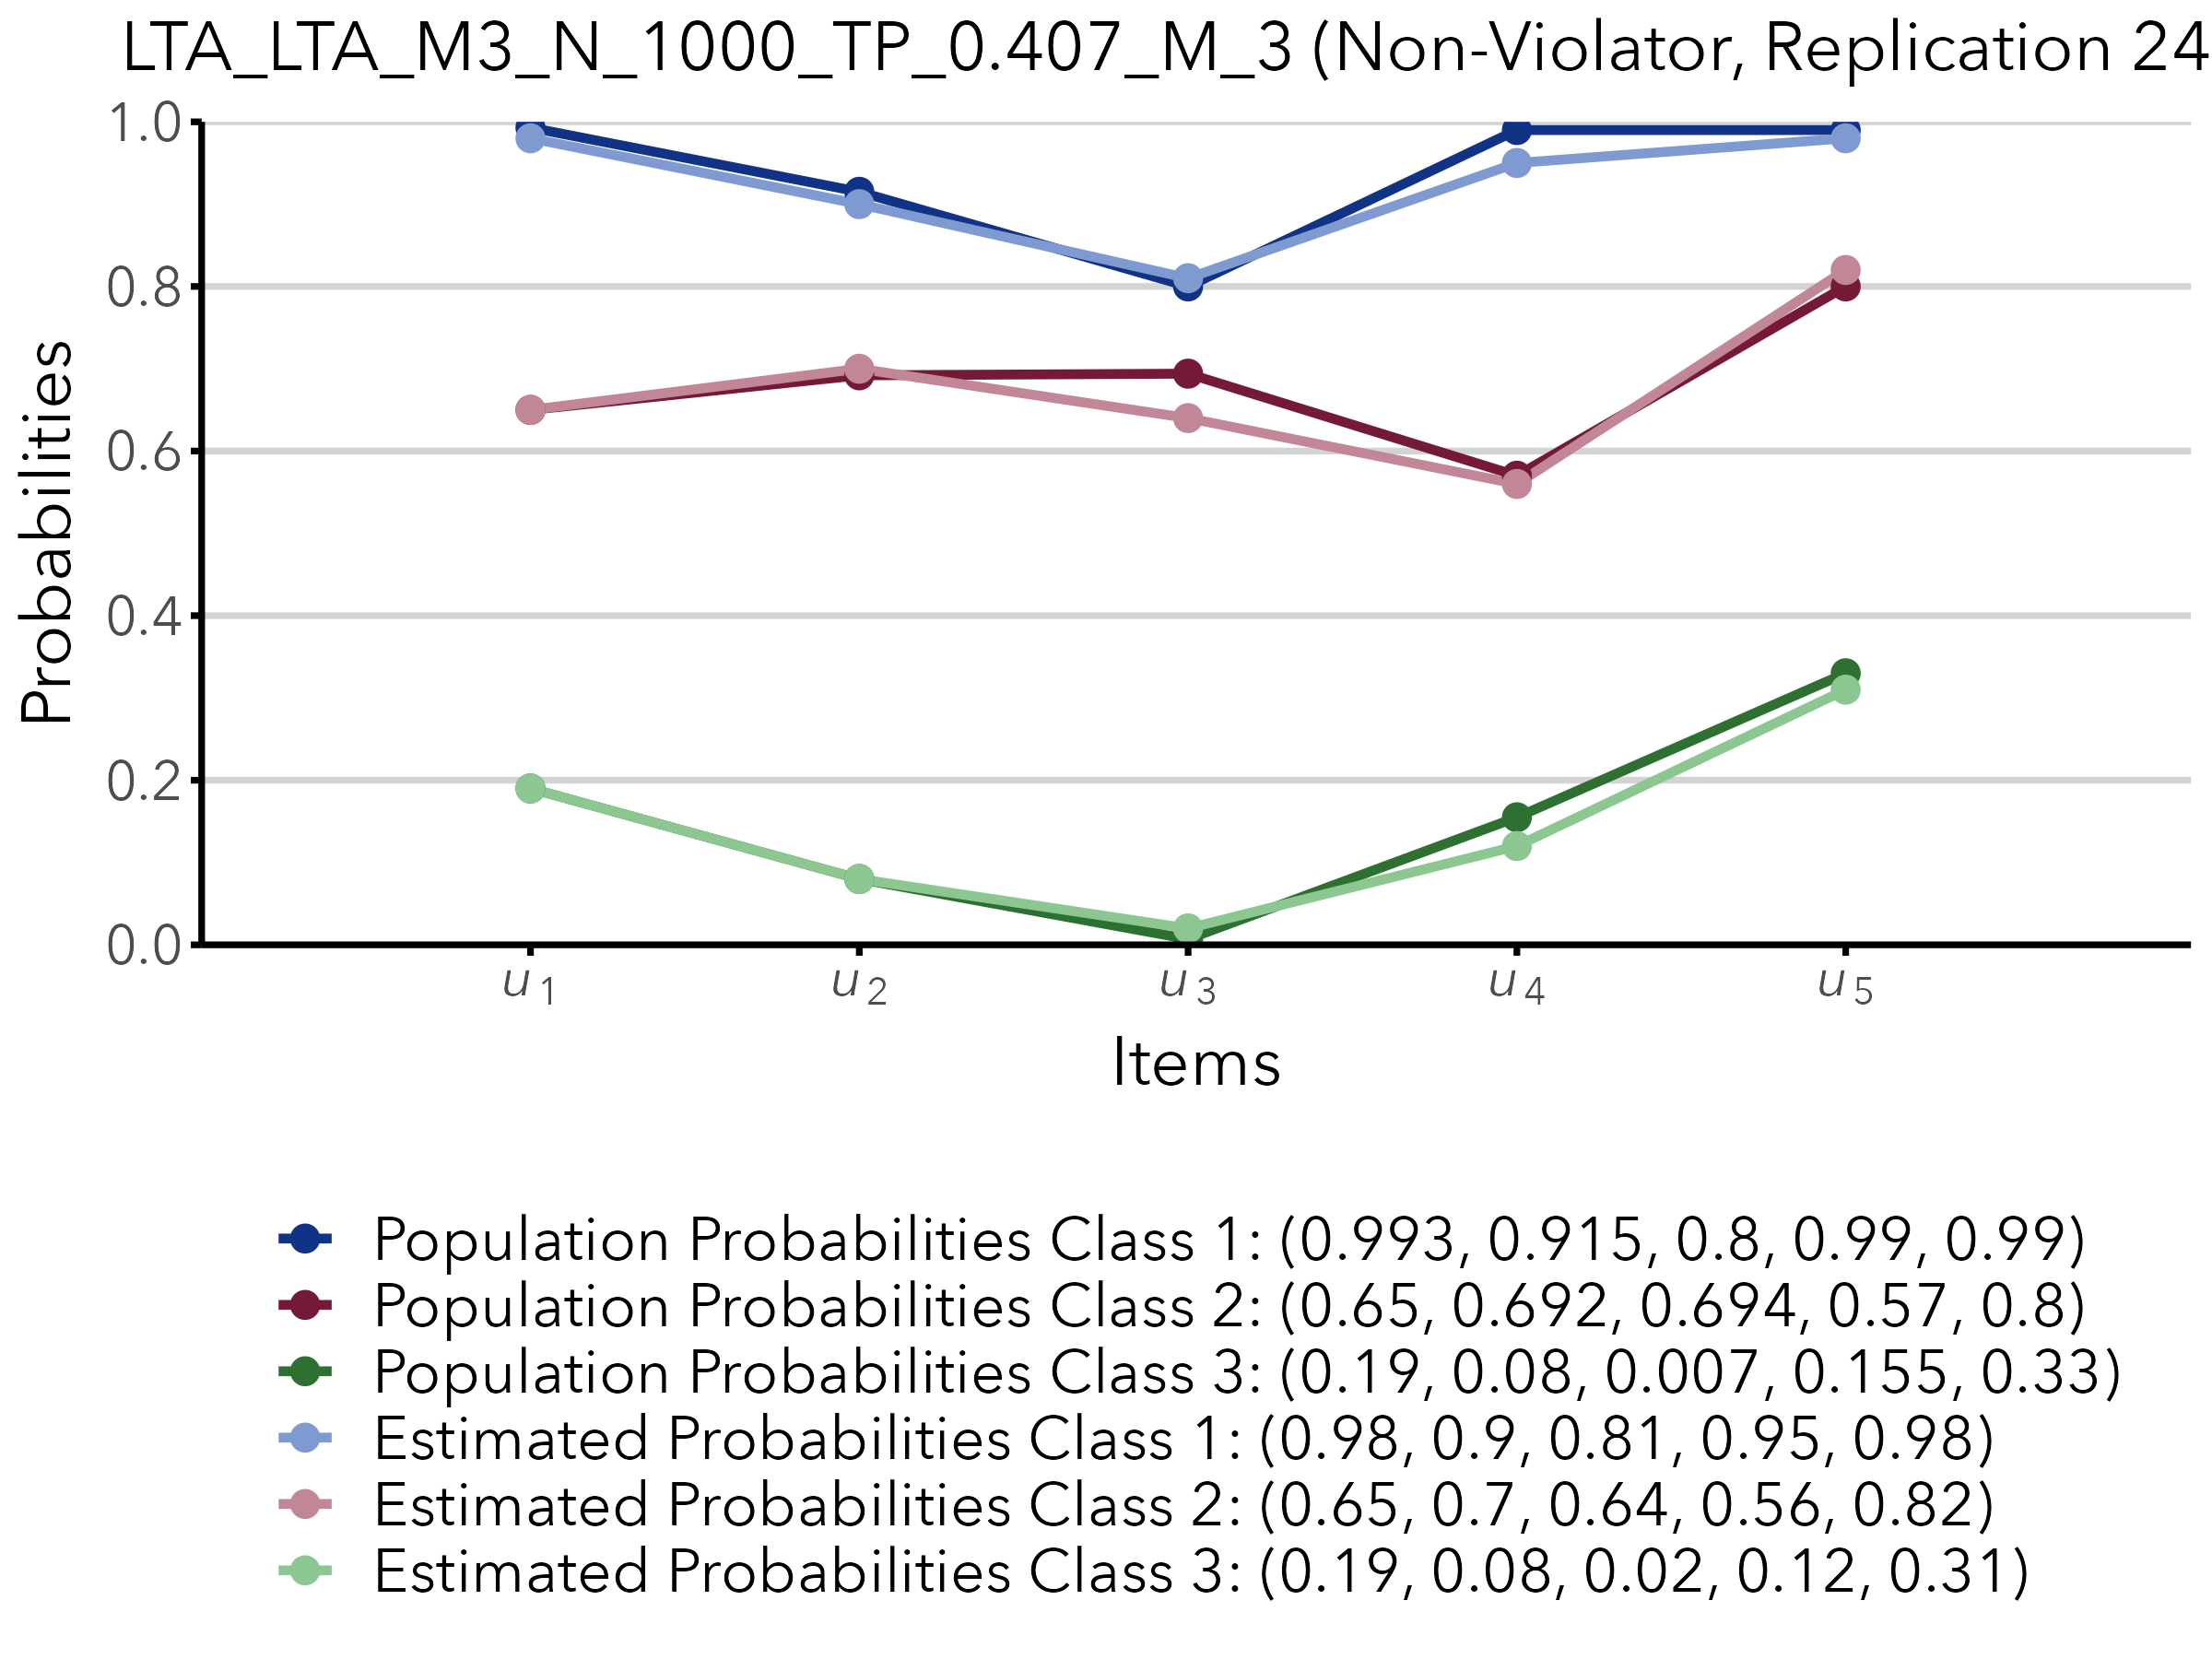 LTA_LTA_M3_N_1000_TP_0.407_M_3 (Non-Violator, Replication 24
1.0
0.8
0.6
0.4
0.2
0.0
Probabilities
u1
u2
u3
u4
u5
Items
Population Probabilities Class 1: (0.993, 0.915, 0.8, 0.99, 0.99)
Population Probabilities Class 2: (0.65, 0.692, 0.694, 0.57, 0.8)
Population Probabilities Class 3: (0.19, 0.08, 0.007, 0.155, 0.33)
Estimated Probabilities Class 1: (0.98, 0.9, 0.81, 0.95, 0.98)
Estimated Probabilities Class 2: (0.65, 0.7, 0.64, 0.56, 0.82)
Estimated Probabilities Class 3: (0.19, 0.08, 0.02, 0.12, 0.31)